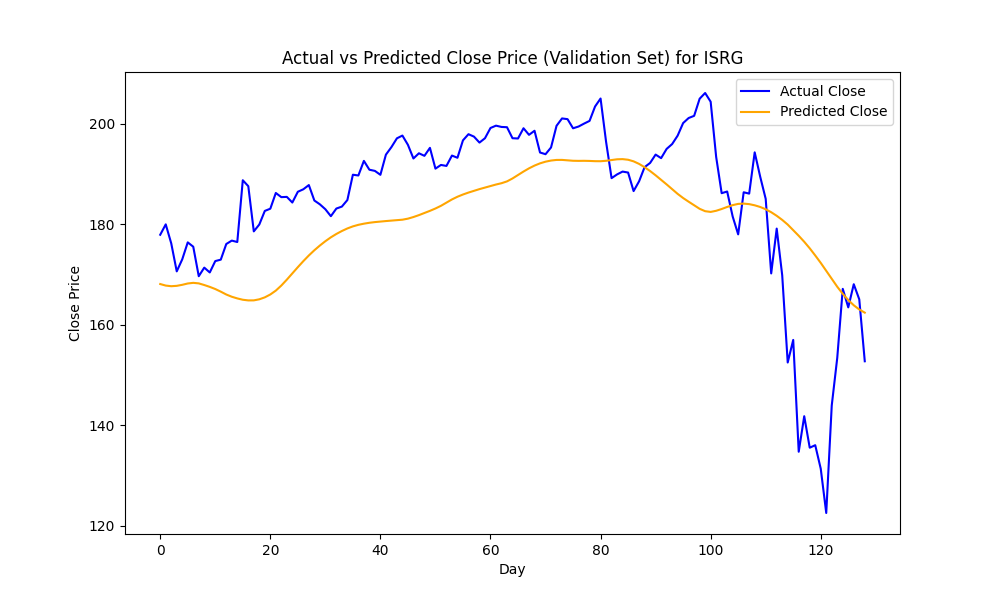 Actual vs Predicted Close Price (Validation Set) for ISRG
Actual Close
Predicted Close
Close Price
200
180
160
140
120
0 20 40 60 80 100 120
Day